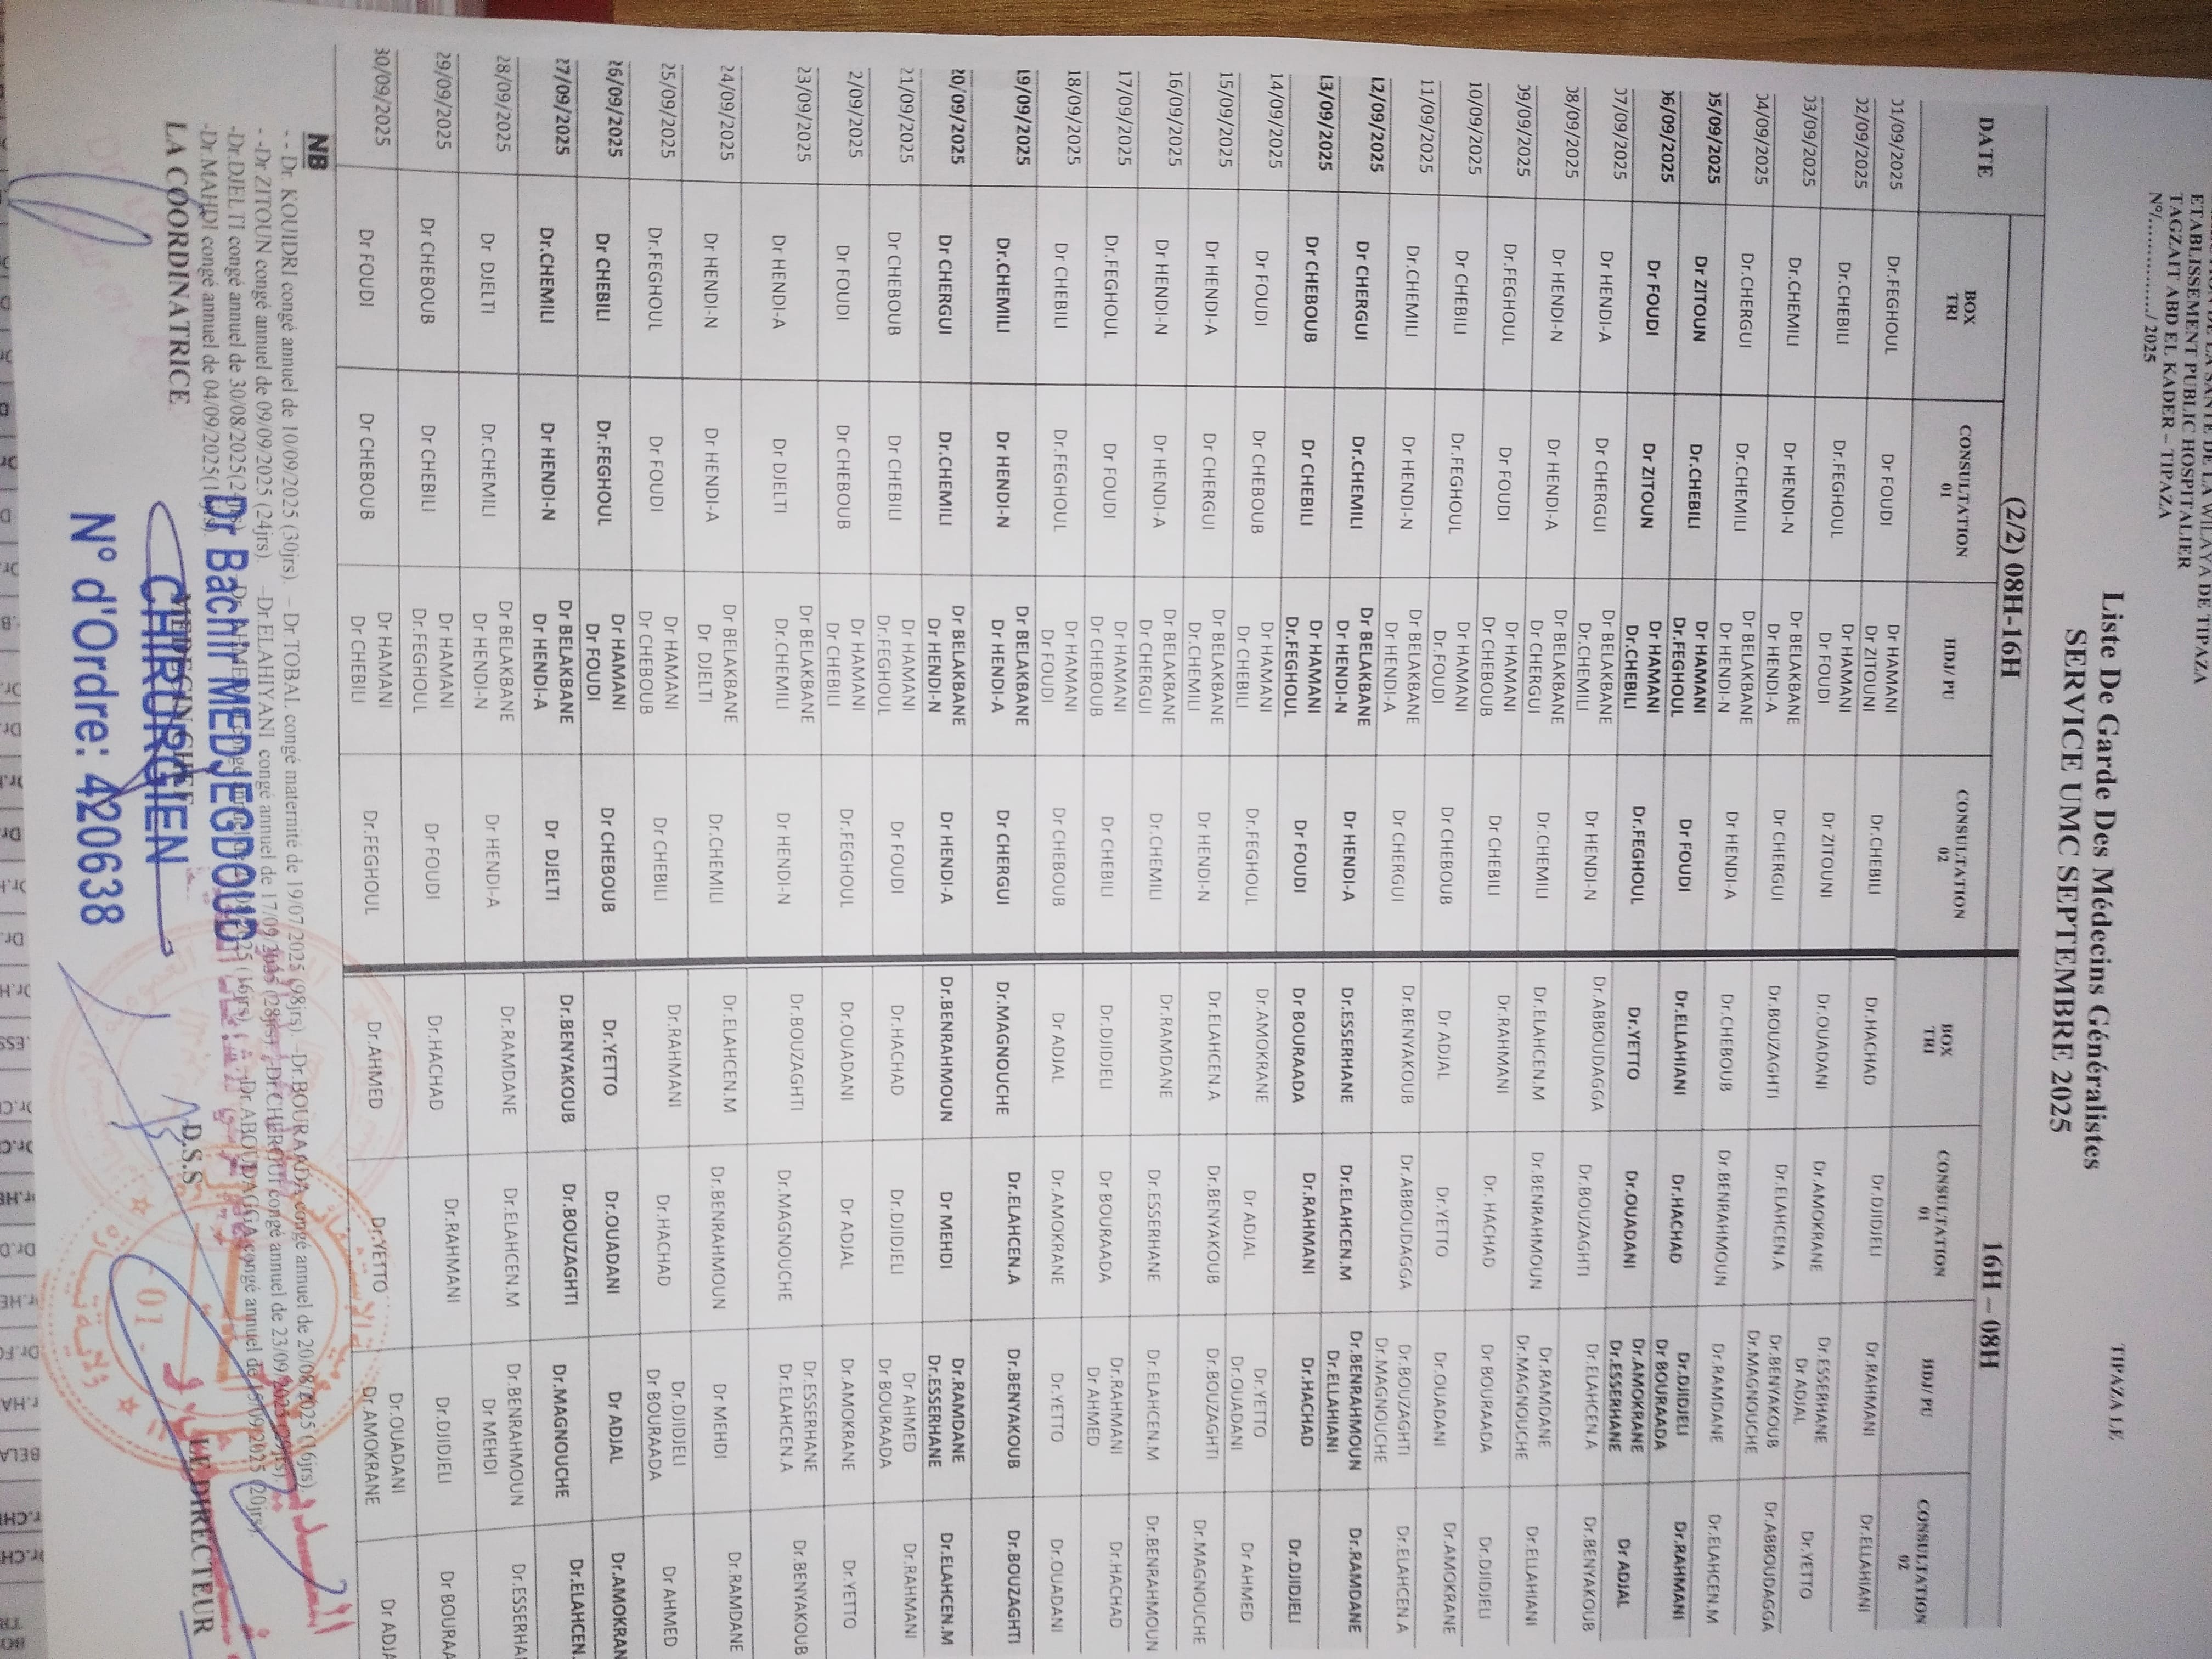 DE LA SANTE DE LA WILAYA DE TIPAZA
ETABLISSEMENT PUBLIC HOSPITALIER
TAGZAIT ABD EL KADER – TIPAZA
N°/.............../ 2025
TIPAZA LE
Liste De Garde Des Médecins Généralistes
SERVICE UMC SEPTEMBRE 2025
DATE (2/2) 08H-16H 16H – 08H
BOX TRI CONSULTATION 01 HDJ/ PU CONSULTATION 02 BOX TRI CONSULTATION 01 HDJ/ PU CONSULTATION 02
01/09/2025 Dr.FEGHOUL Dr FOUDI Dr HAMANI Dr ZITOUNI Dr.CHEBILI Dr.HACHAD Dr.DJIDJELI Dr.RAHMANI Dr.ELLAHIANI
02/09/2025 Dr.CHEBILI Dr.FEGHOUL Dr HAMANI Dr FOUDI Dr ZITOUNI Dr.OUADANI Dr.AMOKRANE Dr.ESSERHANE Dr ADJAL Dr.YETTO
03/09/2025 Dr.CHEMILI Dr HENDI-N Dr BELAKBANE Dr HENDI-A Dr CHERGUI Dr.BOUZAGHTI Dr.ELAHCEN.A Dr.BENYAKOUB Dr.MAGNOUCHE Dr.ABBOUDAGGA
04/09/2025 Dr.CHERGUI Dr.CHEMILI Dr BELAKBANE Dr HENDI-N Dr HENDI-A Dr.CHEBOUB Dr.BENRAHMOUN Dr.RAMDANE Dr.ELAHCEN.M
05/09/2025 Dr ZITOUN Dr.CHEBILI Dr HAMANI Dr.FEGHOUL Dr FOUDI Dr.ELLAHIANI Dr.HACHAD Dr.DJIDJELI Dr BOURAADA Dr.RAHMANI
06/09/2025 Dr FOUDI Dr ZITOUN Dr HAMANI Dr.CHEBILI Dr.FEGHOUL Dr.YETTO Dr.OUADANI Dr.AMOKRANE Dr.ESSERHANE Dr ADJAL
07/09/2025 Dr HENDI-A Dr CHERGUI Dr BELAKBANE Dr.CHEMILI Dr HENDI-N Dr.ABBOUDAGGA Dr.BOUZAGHTI Dr.ELAHCEN.A Dr.BENYAKOUB
08/09/2025 Dr HENDI-N Dr HENDI-A Dr BELAKBANE Dr CHERGUI Dr.CHEMILI Dr.ELAHCEN.M Dr.BENRAHMOUN Dr.RAMDANE Dr.MAGNOUCHE Dr.ELLAHIANI
09/09/2025 Dr.FEGHOUL Dr FOUDI Dr HAMANI Dr CHEBOUB Dr CHEBILI Dr.RAHMANI Dr. HACHAD Dr BOURAADA Dr.DJIDJELI
10/09/2025 Dr CHEBILI Dr.FEGHOUL Dr HAMANI Dr.FOUDI Dr CHEBOUB Dr ADJAL Dr.YETTO Dr.OUADANI Dr.AMOKRANE
11/09/2025 Dr.CHEMILI Dr HENDI-N Dr BELAKBANE Dr HENDI-A Dr CHERGUI Dr.BENYAKOUB Dr.ABBOUDAGGA Dr.BOUZAGHTI Dr.MAGNOUCHE Dr.ELAHCEN.A
12/09/2025 Dr CHERGUI Dr.CHEMILI Dr BELAKBANE Dr HENDI-N Dr HENDI-A Dr.ESSERHANE Dr.ELAHCEN.M Dr.BENRAHMOUN Dr.ELLAHIANI Dr.RAMDANE
13/09/2025 Dr CHEBOUB Dr CHEBILI Dr HAMANI Dr.FEGHOUL Dr FOUDI Dr BOURAADA Dr.RAHMANI Dr.HACHAD Dr.DJIDJELI
14/09/2025 Dr FOUDI Dr CHEBOUB Dr HAMANI Dr CHEBILI Dr.FEGHOUL Dr.AMOKRANE Dr ADJAL Dr.YETTO Dr.OUADANI Dr AHMED
15/09/2025 Dr HENDI-A Dr CHERGUI Dr BELAKBANE Dr.CHEMILI Dr HENDI-N Dr.ELAHCEN.A Dr.BENYAKOUB Dr.BOUZAGHTI Dr.MAGNOUCHE
16/09/2025 Dr HENDI-N Dr HENDI-A Dr BELAKBANE Dr CHERGUI Dr.CHEMILI Dr.RAMDANE Dr.ESSERHANE Dr.ELAHCEN.M Dr.BENRAHMOUN
17/09/2025 Dr.FEGHOUL Dr FOUDI Dr HAMANI Dr CHEBOUB Dr CHEBILI Dr.DJIDJELI Dr BOURAADA Dr.RAHMANI Dr AHMED Dr.HACHAD
18/09/2025 Dr CHEBILI Dr.FEGHOUL Dr HAMANI Dr FOUDI Dr CHEBOUB Dr ADJAL Dr.AMOKRANE Dr.YETTO Dr.OUADANI
19/09/2025 Dr.CHEMILI Dr HENDI-N Dr BELAKBANE Dr HENDI-A Dr CHERGUI Dr.MAGNOUCHE Dr.ELAHCEN.A Dr.BENYAKOUB Dr.BOUZAGHTI
20/09/2025 Dr CHERGUI Dr.CHEMILI Dr BELAKBANE Dr HENDI-N Dr HENDI-A Dr.BENRAHMOUN Dr MEHDI Dr.RAMDANE Dr.ESSERHANE Dr.ELAHCEN.M
21/09/2025 Dr CHEBOUB Dr CHEBILI Dr HAMANI Dr.FEGHOUL Dr FOUDI Dr.HACHAD Dr.DJIDJELI Dr AHMED Dr BOURAADA Dr.RAHMANI
2/09/2025 Dr FOUDI Dr CHEBOUB Dr HAMANI Dr CHEBILI Dr.FEGHOUL Dr.OUADANI Dr ADJAL Dr.AMOKRANE Dr.YETTO
23/09/2025 Dr HENDI-A Dr DJELTI Dr BELAKBANE Dr.CHEMILI Dr HENDI-N Dr.BOUZAGHTI Dr.MAGNOUCHE Dr.ESSERHANE Dr.ELAHCEN.A Dr.BENYAKOUB
24/09/2025 Dr HENDI-N Dr HENDI-A Dr BELAKBANE Dr DJELTI Dr.CHEMILI Dr.ELAHCEN.M Dr.BENRAHMOUN Dr MEHDI Dr.RAMDANE
25/09/2025 Dr.FEGHOUL Dr FOUDI Dr HAMANI Dr CHEBOUB Dr CHEBILI Dr.RAHMANI Dr.HACHAD Dr.DJIDJELI Dr BOURAADA Dr AHMED
26/09/2025 Dr CHEBILI Dr.FEGHOUL Dr HAMANI Dr FOUDI Dr CHEBOUB Dr.YETTO Dr.OUADANI Dr ADJAL Dr.AMOKRAN
27/09/2025 Dr.CHEMILI Dr HENDI-N Dr BELAKBANE Dr HENDI-A Dr DJELTI Dr.BENYAKOUB Dr.BOUZAGHTI Dr.MAGNOUCHE Dr.ELAHCEN.
28/09/2025 Dr DJELTI Dr.CHEMILI Dr BELAKBANE Dr HENDI-N Dr HENDI-A Dr.RAMDANE Dr.ELAHCEN.M Dr.BENRAHMOUN Dr MEHDI Dr.ESSERHA
29/09/2025 Dr CHEBOUB Dr CHEBILI Dr HAMANI Dr.FEGHOUL Dr FOUDI Dr.HACHAD Dr.RAHMANI Dr.DJIDJELI Dr BOURAA
30/09/2025 Dr FOUDI Dr CHEBOUB Dr HAMANI Dr CHEBILI Dr.FEGHOUL Dr.AHMED Dr.YETTO Dr.OUADANI Dr.AMOKRANE Dr ADJA
NB
- - Dr. KOUIDRI congé annuel de 10/09/2025 (30jrs). – Dr TOBAL congé maternité de 19/07/2025 (98jrs) –Dr BOURAADA congé annuel de 20/08/2025 (16jrs).
- -Dr.ZITOUN congé annuel de 09/09/2025 (24jrs). –Dr.ELAHIYANI congé annuel de 17/09/2025 (28jrs) -Dr.CHERGUI congé annuel de 23/09/2025 (29jrs).
-Dr.DJELTI congé annuel de 30/08/2025 (16jrs). -Dr ABOUDAGGA congé annuel de 15/09/2025 (20jrs).
-Dr.MAHDI congé annuel de 04/09/2025
LA COORDINATRICE MEDECIN CHEF D.S.S LE DIRECTEUR
Dr Bachir MEDJEGDOUD
CHIRURGIEN
N° d'Ordre: 420638
01
ولاية تيبازة